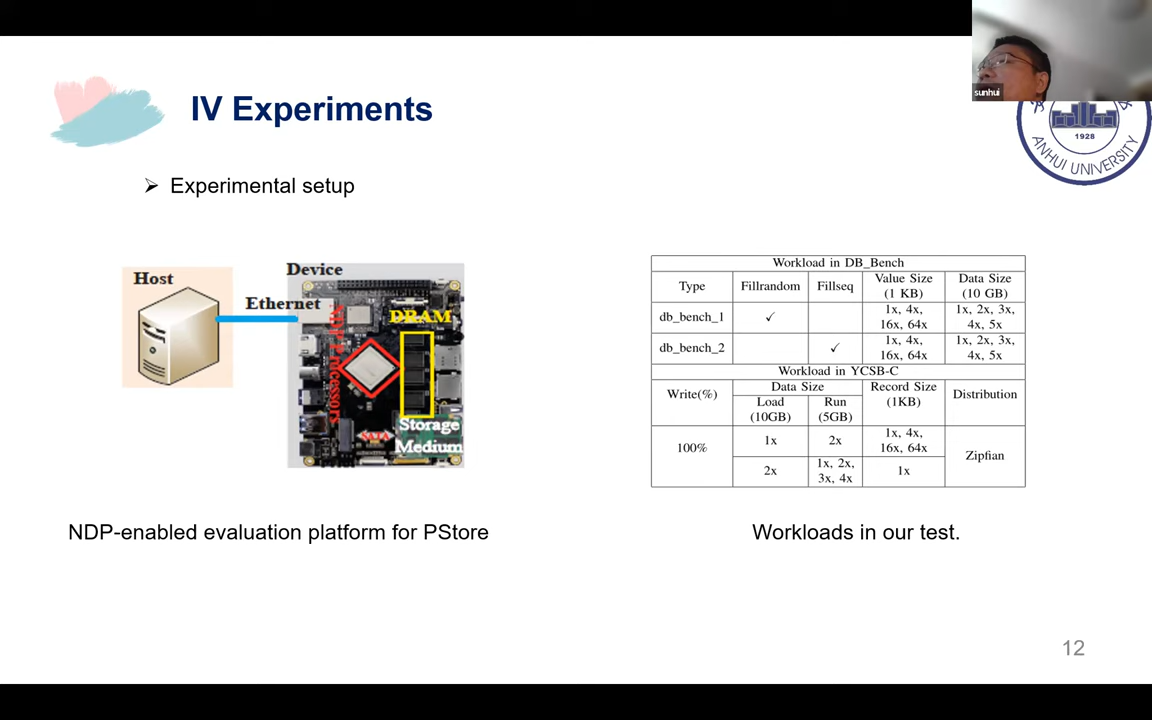 sunhui
1928
ANHUI UNIVERSITY
IV Experiments
➢ Experimental setup
Host
Device
Ethernet
DRAM
Storage
Medium
SATA
NDP-enabled evaluation platform for PStore
Workload in DB_Bench
Type Fillrandom Fillseq Value Size (1 KB) Data Size (10 GB)
db_bench_1 ✓ 1x, 4x, 16x, 64x 1x, 2x, 3x, 4x, 5x
db_bench_2 ✓ 1x, 4x, 16x, 64x 1x, 2x, 3x, 4x, 5x
Workload in YCSB-C
Write(%) Data Size Record Size (1KB) Distribution
Load (10GB) Run (5GB)
100% 1x 2x 1x, 4x, 16x, 64x Zipfian
2x 1x, 2x, 3x, 4x 1x
Workloads in our test.
12